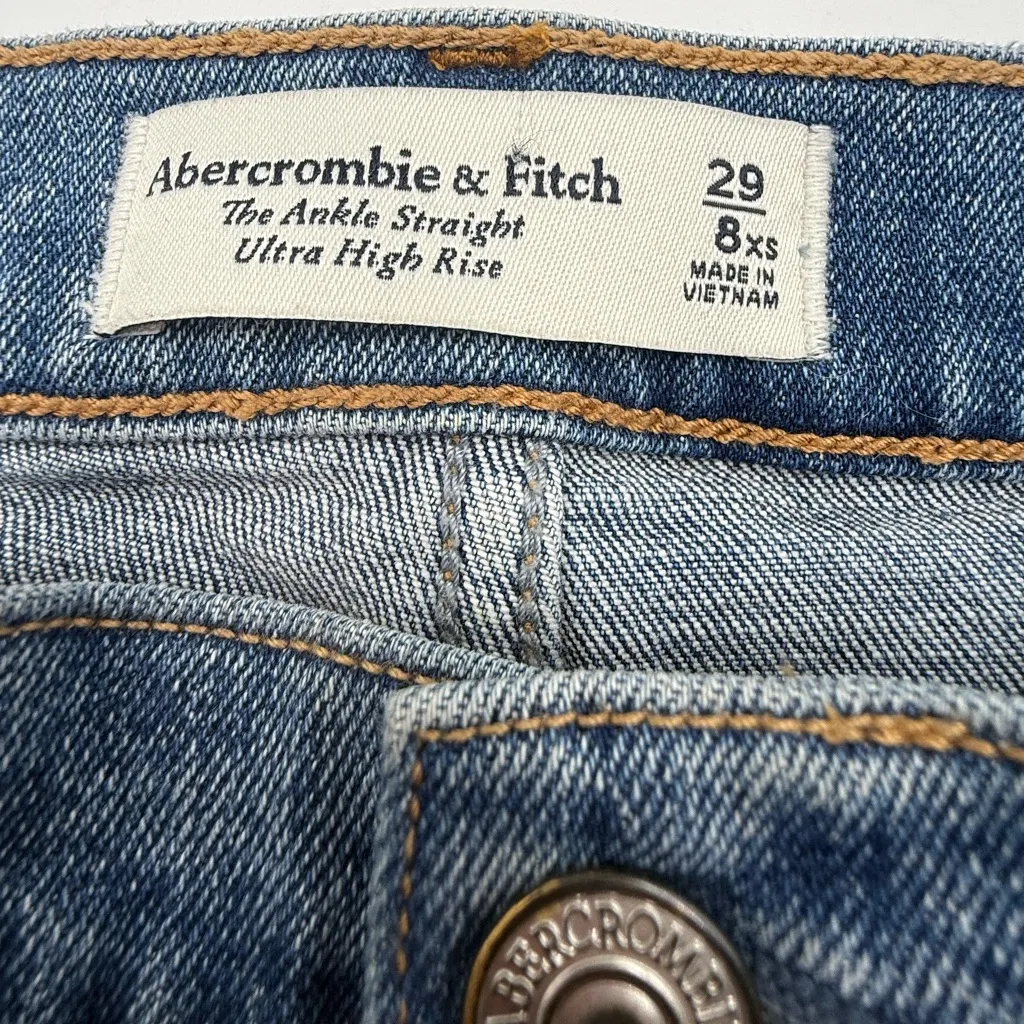 Abercrombie & Fitch
The Ankle Straight
Ultra High Rise
29
8XS
MADE IN
VIETNAM
ABERCROMBIE